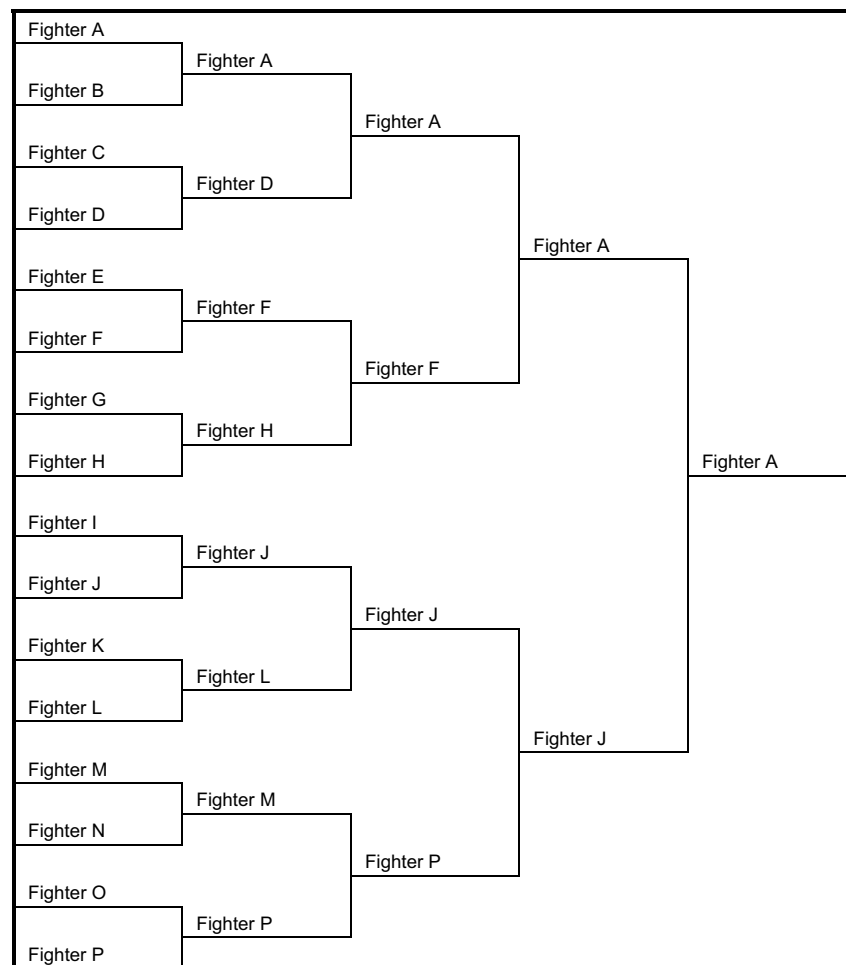 Fighter A
Fighter B
Fighter C
Fighter D
Fighter E
Fighter F
Fighter G
Fighter H
Fighter I
Fighter J
Fighter K
Fighter L
Fighter M
Fighter N
Fighter O
Fighter P
Fighter A
Fighter D
Fighter F
Fighter H
Fighter J
Fighter L
Fighter M
Fighter P
Fighter A
Fighter F
Fighter J
Fighter P
Fighter A
Fighter J
Fighter A